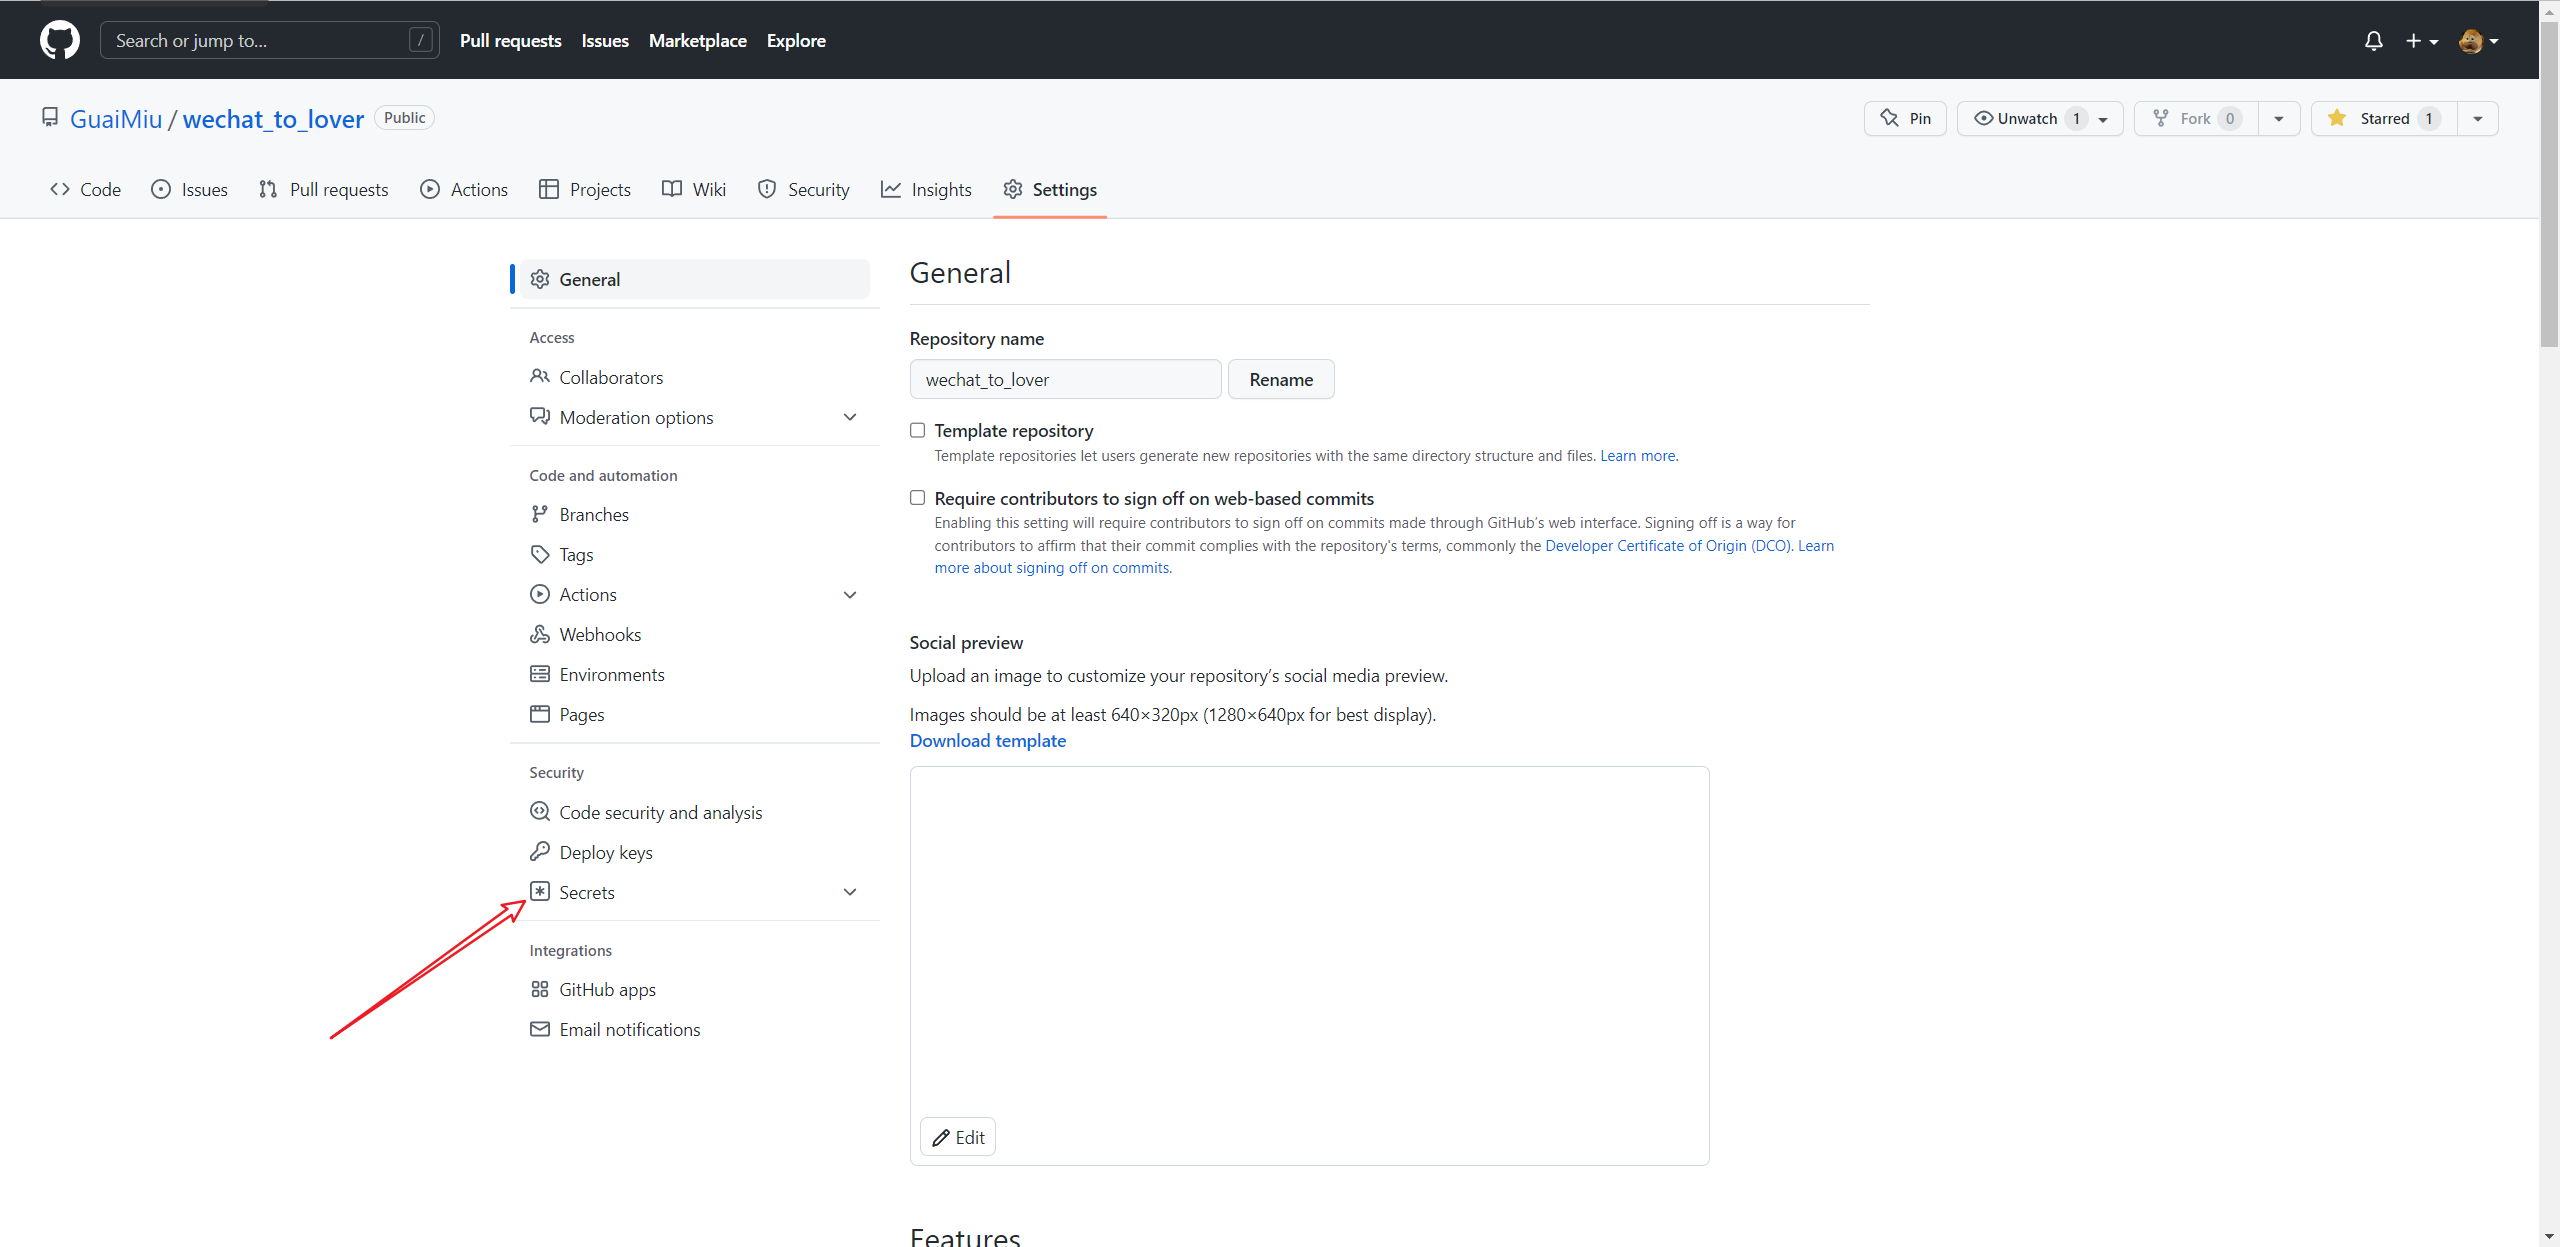 Search or jump to... /
Pull requests Issues Marketplace Explore
GuaiMiu / wechat_to_lover Public
Pin Unwatch 1 Fork 0 Starred 1
Code Issues Pull requests Actions Projects Wiki Security Insights Settings
General
Access
Collaborators
Moderation options
Code and automation
Branches
Tags
Actions
Webhooks
Environments
Pages
Security
Code security and analysis
Deploy keys
Secrets
Integrations
GitHub apps
Email notifications
General
Repository name
wechat_to_lover Rename
Template repository
Template repositories let users generate new repositories with the same directory structure and files. Learn more.
Require contributors to sign off on web-based commits
Enabling this setting will require contributors to sign off on commits made through GitHub's web interface. Signing off is a way for
contributors to affirm that their commit complies with the repository's terms, commonly the Developer Certificate of Origin (DCO). Learn
more about signing off on commits.
Social preview
Upload an image to customize your repository's social media preview.
Images should be at least 640×320px (1280×640px for best display).
Download template
Edit
Features